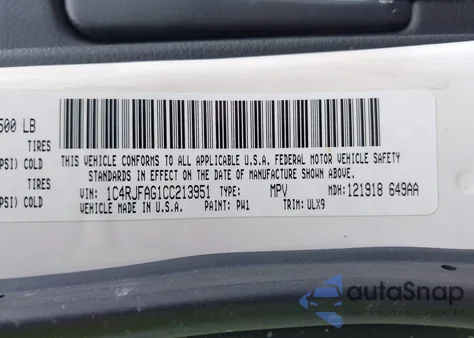 500 LB
TIRES
PSI) COLD
THIS VEHICLE CONFORMS TO ALL APPLICABLE U.S.A. FEDERAL MOTOR VEHICLE SAFETY
TIRES
STANDARDS IN EFFECT ON THE DATE OF MANUFACTURE SHOWN ABOVE.
PSI) COLD
VIN: 1C4RJFAG1CC213951 TYPE: MPV MDH: 121918 649AA
VEHICLE MADE IN U.S.A. PAINT: PW1 TRIM: ULX9
autoSnap